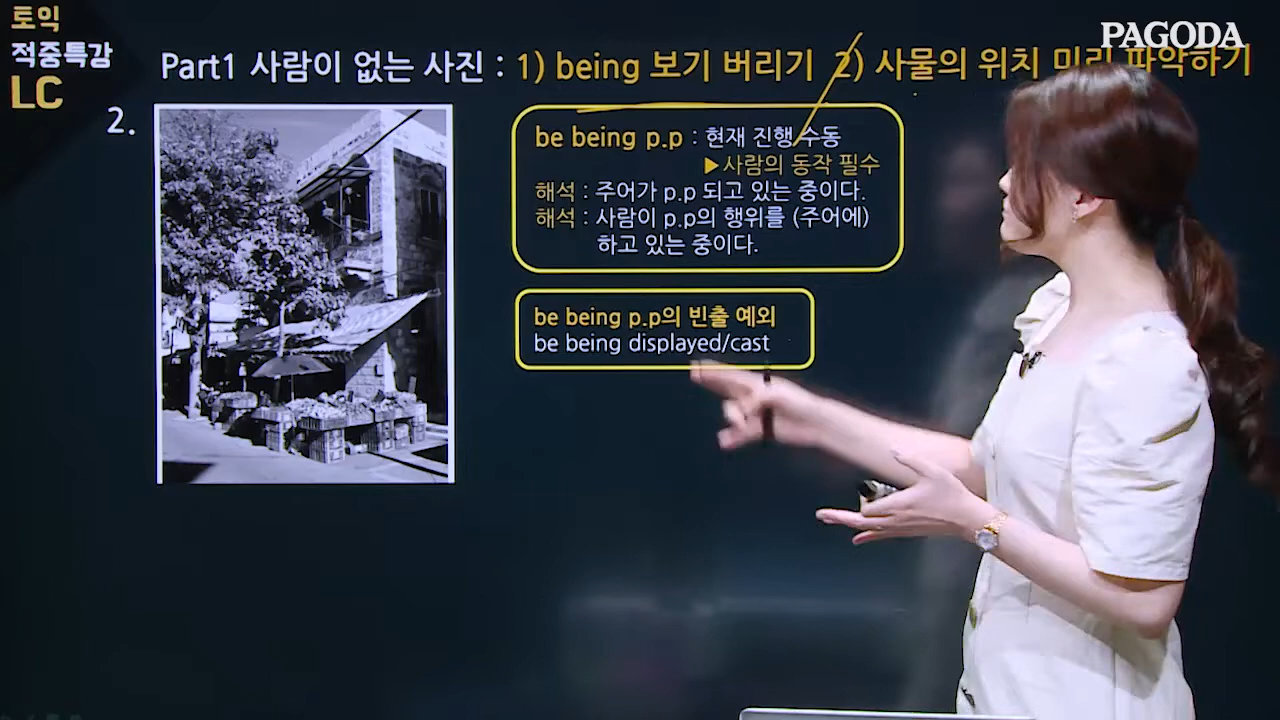 토익
적중특강
LC
PAGODA
Part1 사람이 없는 사진 : 1) being 보기 버리기 2) 사물의 위치 미리 파악하기
2.
be being p.p : 현재 진행 수동
▶사람의 동작 필수
해석 : 주어가 p.p 되고 있는 중이다.
해석 : 사람이 p.p의 행위를 (주어에)
하고 있는 중이다.
be being p.p의 빈출 예외
be being displayed/cast